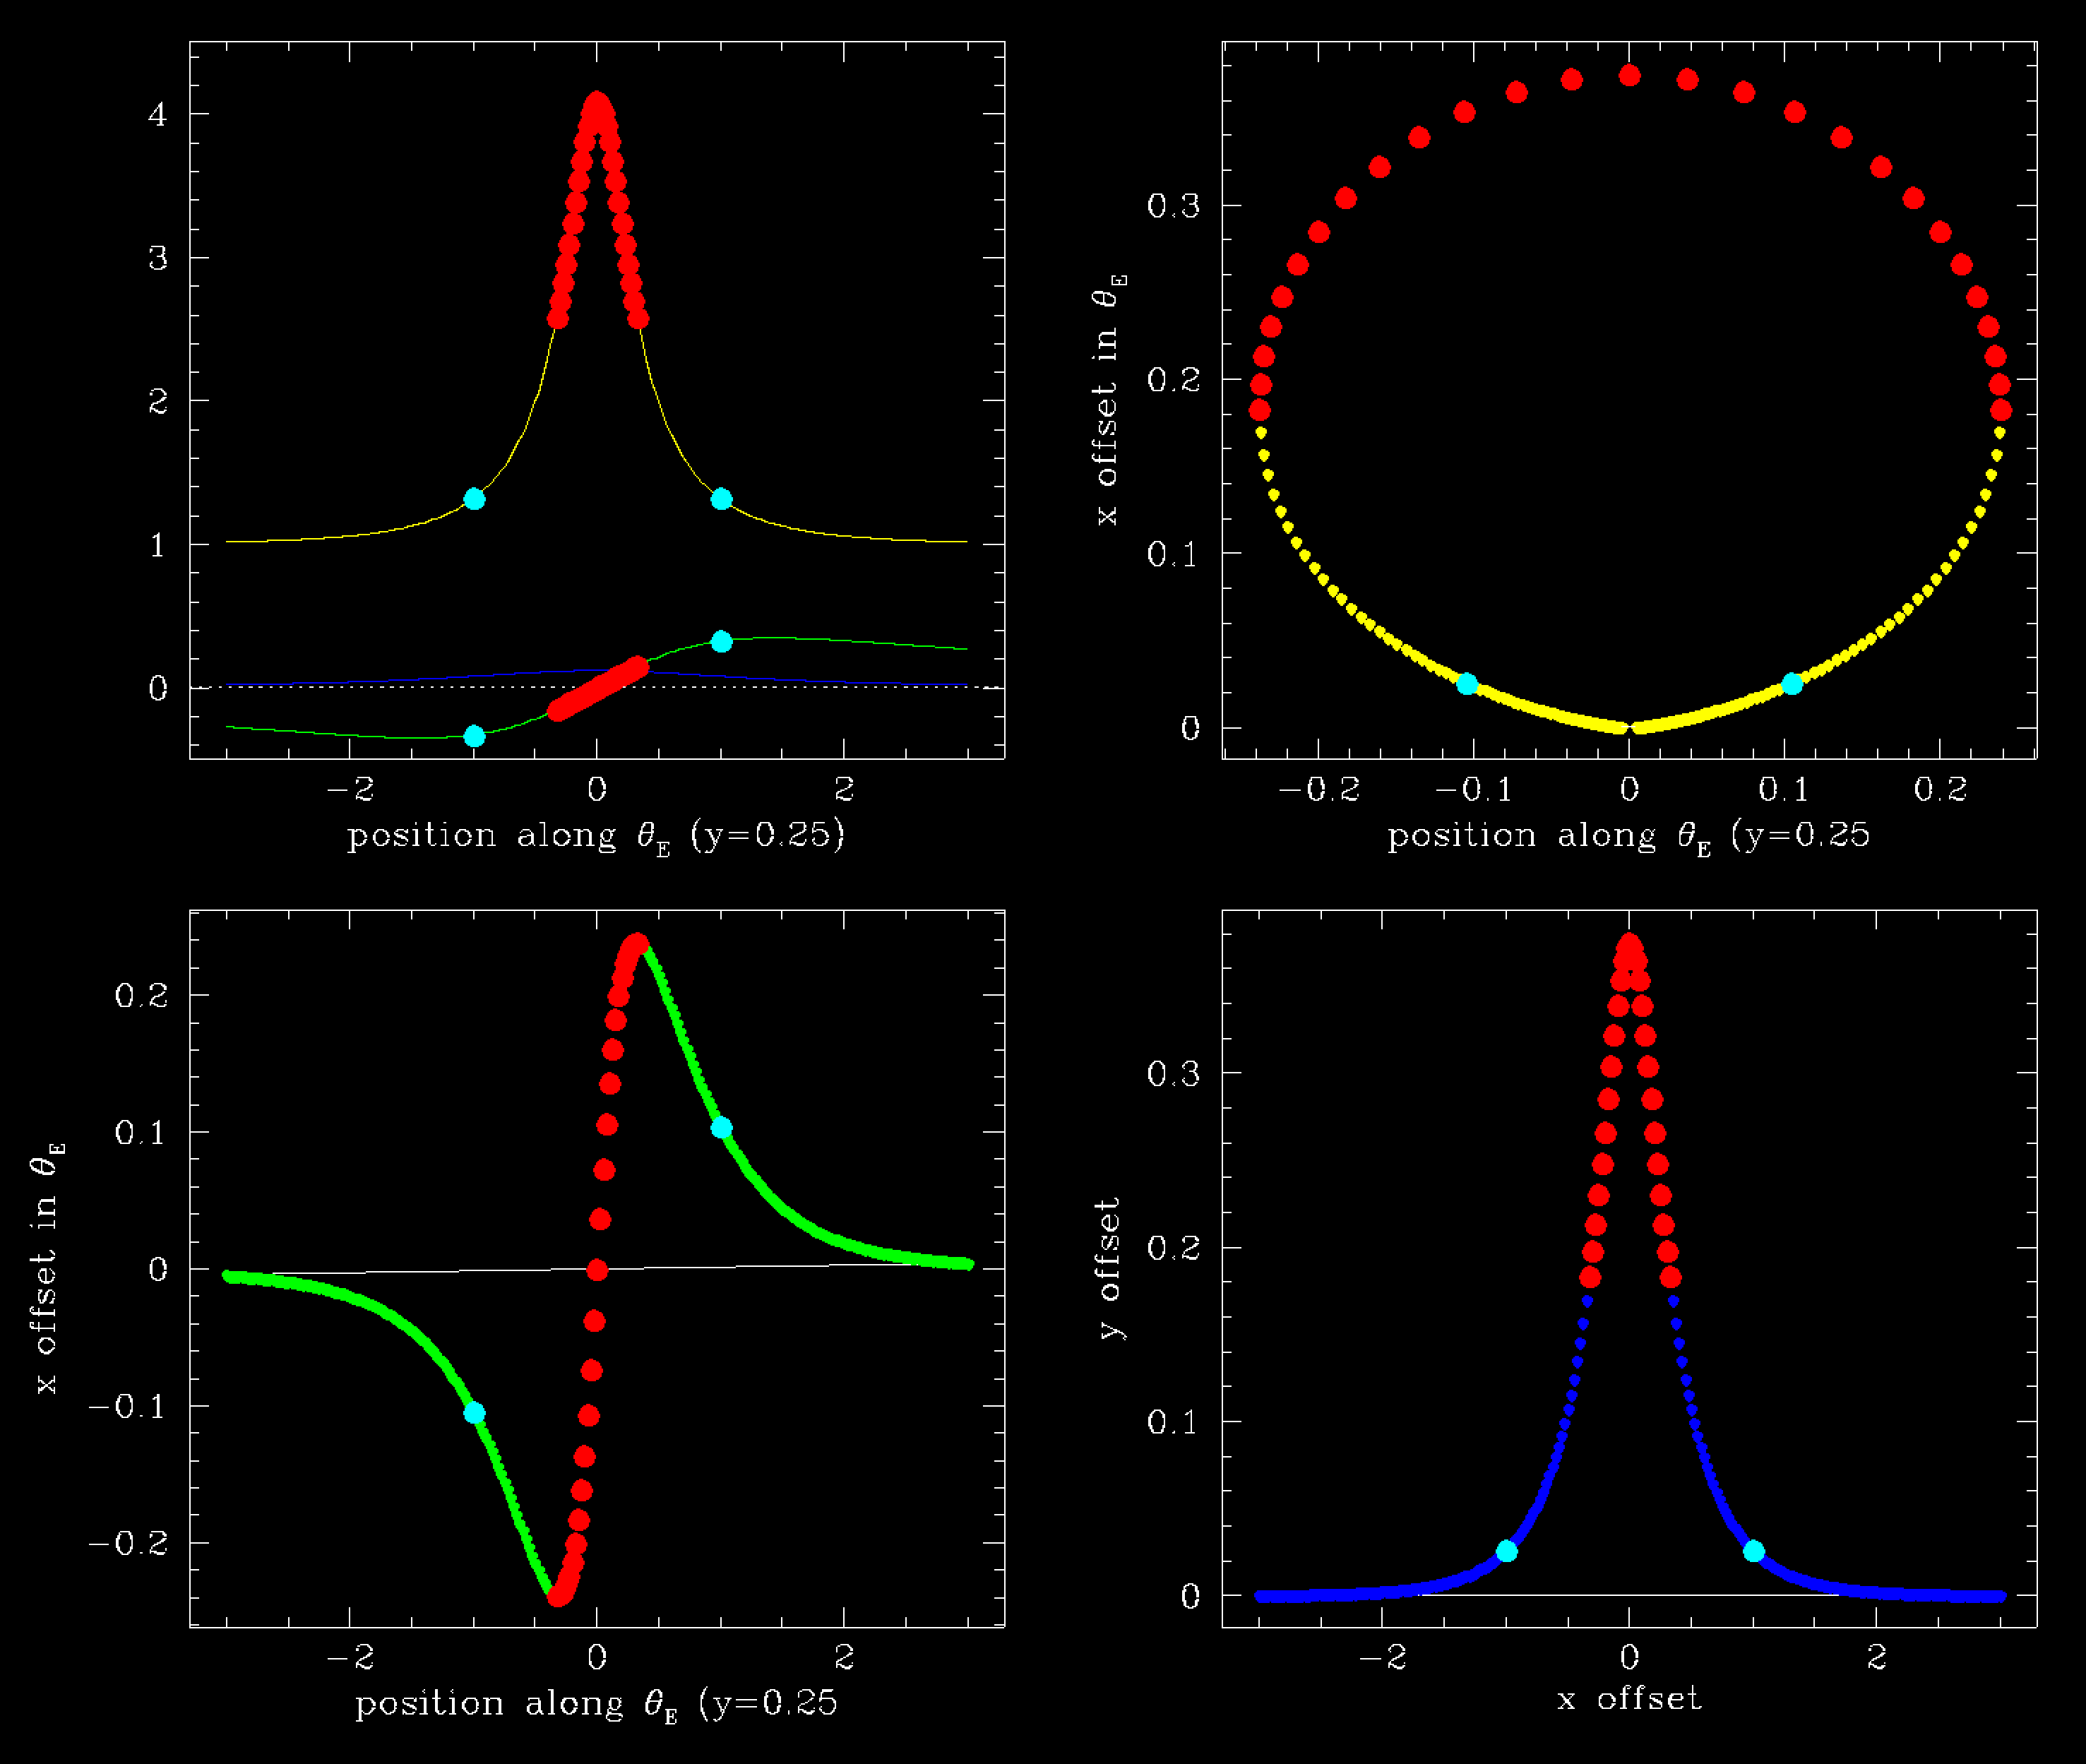 4
3
2
1
0
−2 0 2
position along θE (y=0.25)
x offset in θE
0.3
0.2
0.1
0
−0.2 −0.1 0 0.1 0.2
position along θE (y=0.25
x offset in θE
0.2
0.1
0
−0.1
−0.2
−2 0 2
position along θE (y=0.25
y offset
0.3
0.2
0.1
0
−2 0 2
x offset